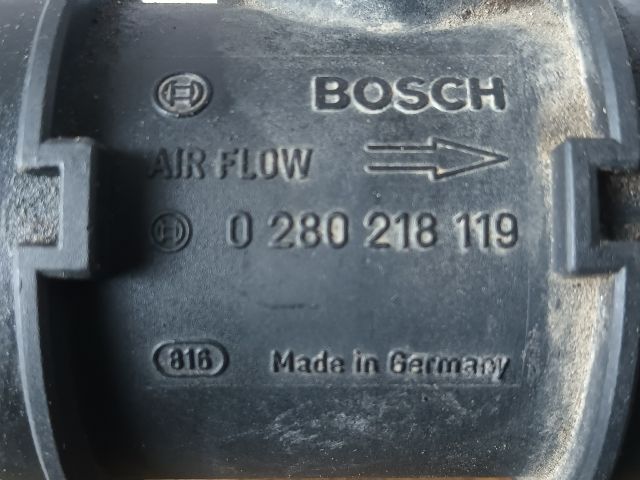 BOSCH
AIR FLOW
0 280 218 119
816 Made in Germany